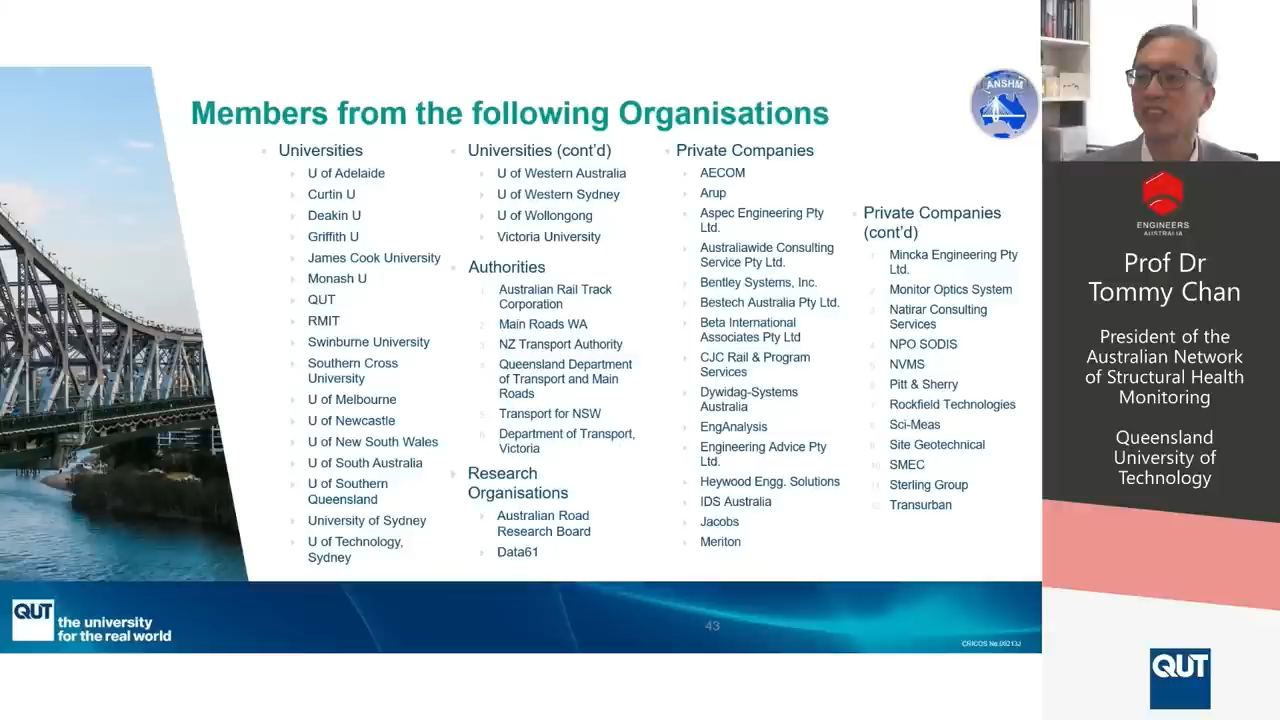 Members from the following Organisations
ANSHM
Universities
U of Adelaide
Curtin U
Deakin U
Griffith U
James Cook University
Monash U
QUT
RMIT
Swinburne University
Southern Cross
University
U of Melbourne
U of Newcastle
U of New South Wales
U of South Australia
U of Southern
Queensland
University of Sydney
U of Technology,
Sydney
Universities (cont'd)
U of Western Australia
U of Western Sydney
U of Wollongong
Victoria University
Authorities
Australian Rail Track
Corporation
2. Main Roads WA
NZ Transport Authority
Queensland Department
of Transport and Main
Roads
Transport for NSW
Department of Transport,
Victoria
Research
Organisations
Australian Road
Research Board
Data61
Private Companies
AECOM
Arup
Aspec Engineering Pty
Ltd.
Australiawide Consulting
Service Pty Ltd.
Bentley Systems, Inc.
Bestech Australia Pty Ltd.
Beta International
Associates Pty Ltd
CJC Rail & Program
Services
Dywidag-Systems
Australia
EngAnalysis
Engineering Advice Pty
Ltd.
Heywood Engg. Solutions
IDS Australia
Jacobs
Meriton
Private Companies
(cont'd)
Mincka Engineering Pty
Ltd.
Monitor Optics System
Natirar Consulting
Services
NPO SODIS
NVMS
Pitt & Sherry
Rockfield Technologies
Sci-Meas
Site Geotechnical
SMEC
Sterling Group
Transurban
QUT
the university
for the real world
43
CRICOS No.00213J
ENGINEERS
AUSTRALIA
Prof Dr
Tommy Chan
President of the
Australian Network
of Structural Health
Monitoring
Queensland
University of
Technology
QUT